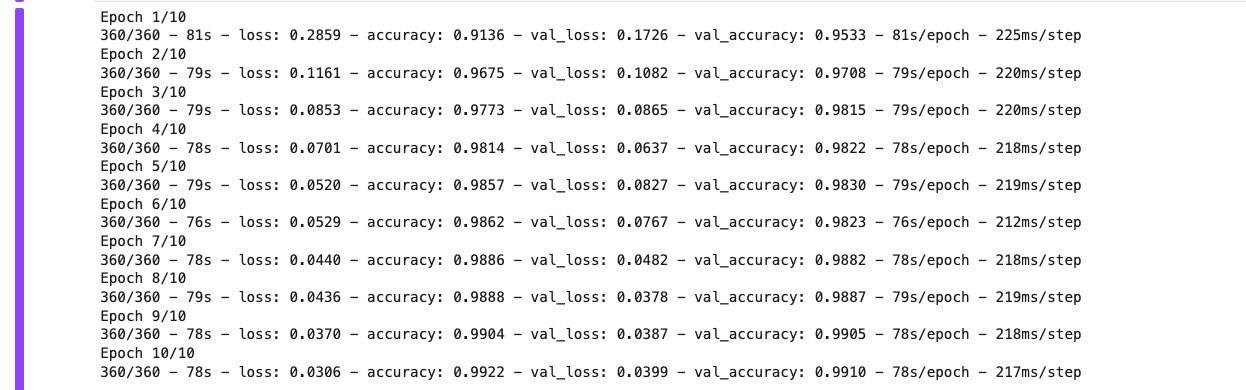 Epoch 1/10
360/360 - 81s - loss: 0.2859 - accuracy: 0.9136 - val_loss: 0.1726 - val_accuracy: 0.9533 - 81s/epoch - 225ms/step
Epoch 2/10
360/360 - 79s - loss: 0.1161 - accuracy: 0.9675 - val_loss: 0.1082 - val_accuracy: 0.9708 - 79s/epoch - 220ms/step
Epoch 3/10
360/360 - 79s - loss: 0.0853 - accuracy: 0.9773 - val_loss: 0.0865 - val_accuracy: 0.9815 - 79s/epoch - 220ms/step
Epoch 4/10
360/360 - 78s - loss: 0.0701 - accuracy: 0.9814 - val_loss: 0.0637 - val_accuracy: 0.9822 - 78s/epoch - 218ms/step
Epoch 5/10
360/360 - 79s - loss: 0.0520 - accuracy: 0.9857 - val_loss: 0.0827 - val_accuracy: 0.9830 - 79s/epoch - 219ms/step
Epoch 6/10
360/360 - 76s - loss: 0.0529 - accuracy: 0.9862 - val_loss: 0.0767 - val_accuracy: 0.9823 - 76s/epoch - 212ms/step
Epoch 7/10
360/360 - 78s - loss: 0.0440 - accuracy: 0.9886 - val_loss: 0.0482 - val_accuracy: 0.9882 - 78s/epoch - 218ms/step
Epoch 8/10
360/360 - 79s - loss: 0.0436 - accuracy: 0.9888 - val_loss: 0.0378 - val_accuracy: 0.9887 - 79s/epoch - 219ms/step
Epoch 9/10
360/360 - 78s - loss: 0.0370 - accuracy: 0.9904 - val_loss: 0.0387 - val_accuracy: 0.9905 - 78s/epoch - 218ms/step
Epoch 10/10
360/360 - 78s - loss: 0.0306 - accuracy: 0.9922 - val_loss: 0.0399 - val_accuracy: 0.9910 - 78s/epoch - 217ms/step